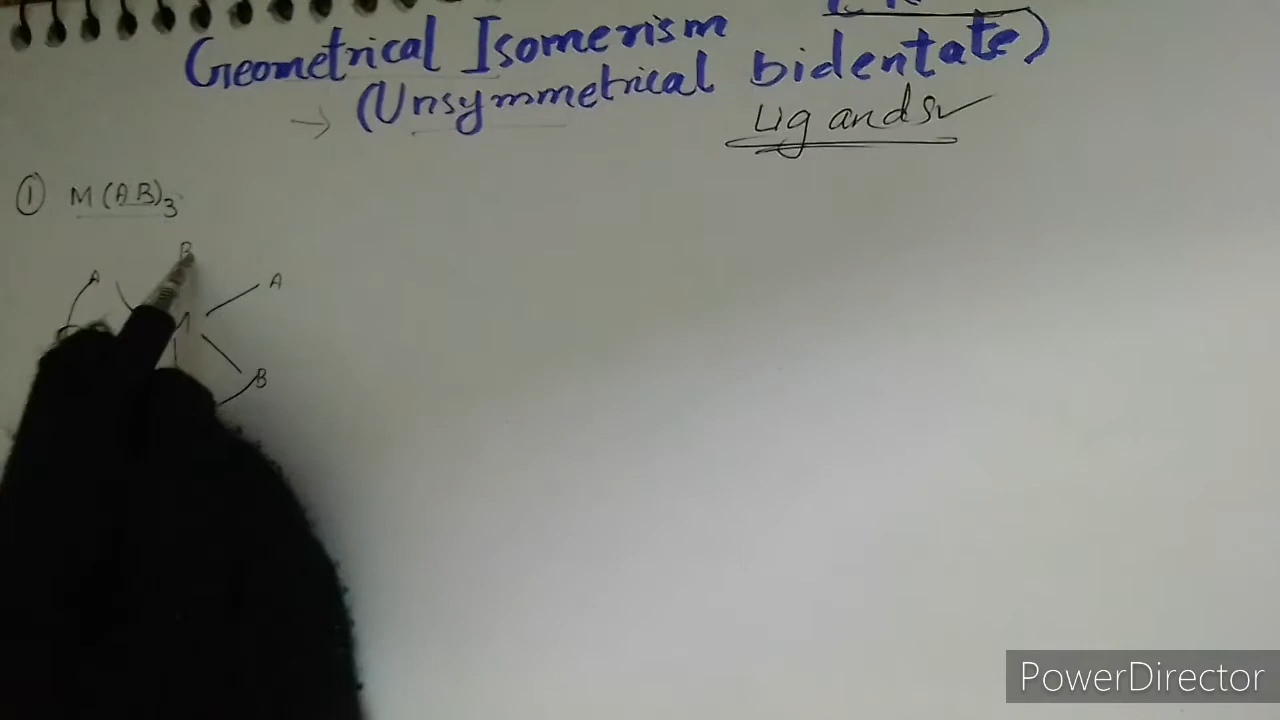 Geometrical Isomerism
→ (Unsymmetrical bidentate)
Ligands
① M(AB)3
B
A A
M
B
PowerDirector